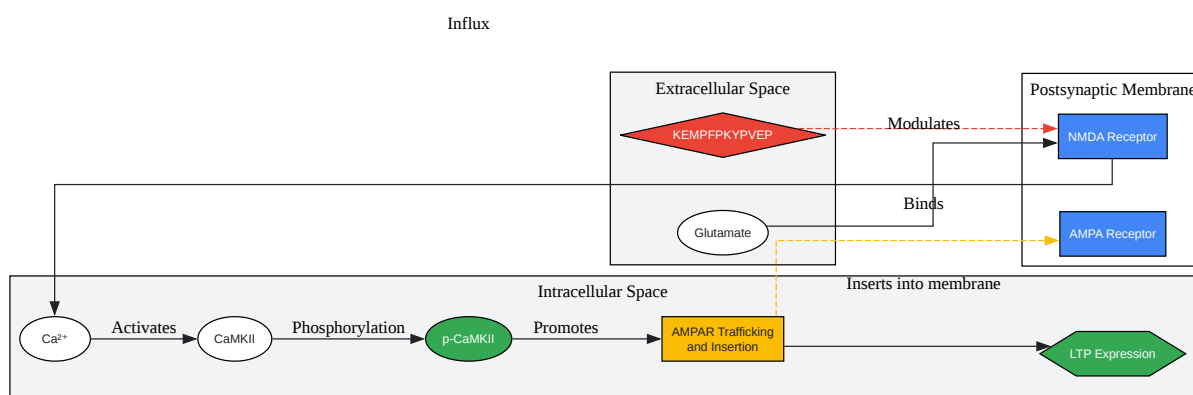 Influx
Extracellular Space
Postsynaptic Membrane
KEMPFPKYPVEP
Modulates
NMDA Receptor
Binds
Glutamate
AMPA Receptor
Inserts into membrane
Intracellular Space
Ca²⁺
Activates
CaMKII
Phosphorylation
p-CaMKII
Promotes
AMPAR Trafficking
and Insertion
LTP Expression